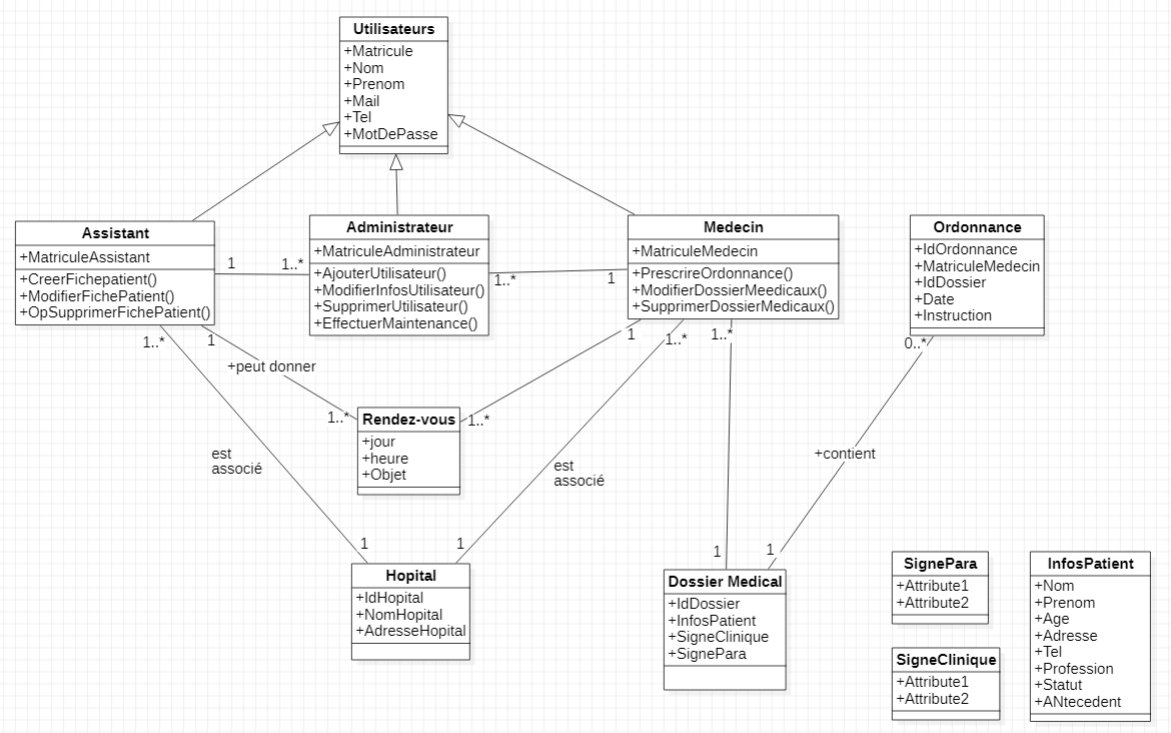 Utilisateurs
+Matricule
+Nom
+Prenom
+Mail
+Tel
+MotDePasse
Assistant
+MatriculeAssistant
+CreerFichepatient()
+ModifierFichePatient()
+OpSupprimerFichePatient()
1
1..*
Administrateur
+MatriculeAdministrateur
+AjouterUtilisateur()
+ModifierInfosUtilisateur()
+SupprimerUtilisateur()
+EffectuerMaintenance()
1..*
1
Medecin
+MatriculeMedecin
+PrescrireOrdonnance()
+ModifierDossierMeedicaux()
+SupprimerDossierMedicaux()
Ordonnance
+IdOrdonnance
+MatriculeMedecin
+IdDossier
+Date
+Instruction
1..*
1
1
1..*
1..*
0..*
+peut donner
1..*
1..*
Rendez-vous
+jour
+heure
+Objet
est
associé
est
associé
+contient
1
1
1
1
Hopital
+IdHopital
+NomHopital
+AdresseHopital
Dossier Medical
+IdDossier
+InfosPatient
+SigneClinique
+SignePara
SignePara
+Attribute1
+Attribute2
SigneClinique
+Attribute1
+Attribute2
InfosPatient
+Nom
+Prenom
+Age
+Adresse
+Tel
+Profession
+Statut
+ANtecedent